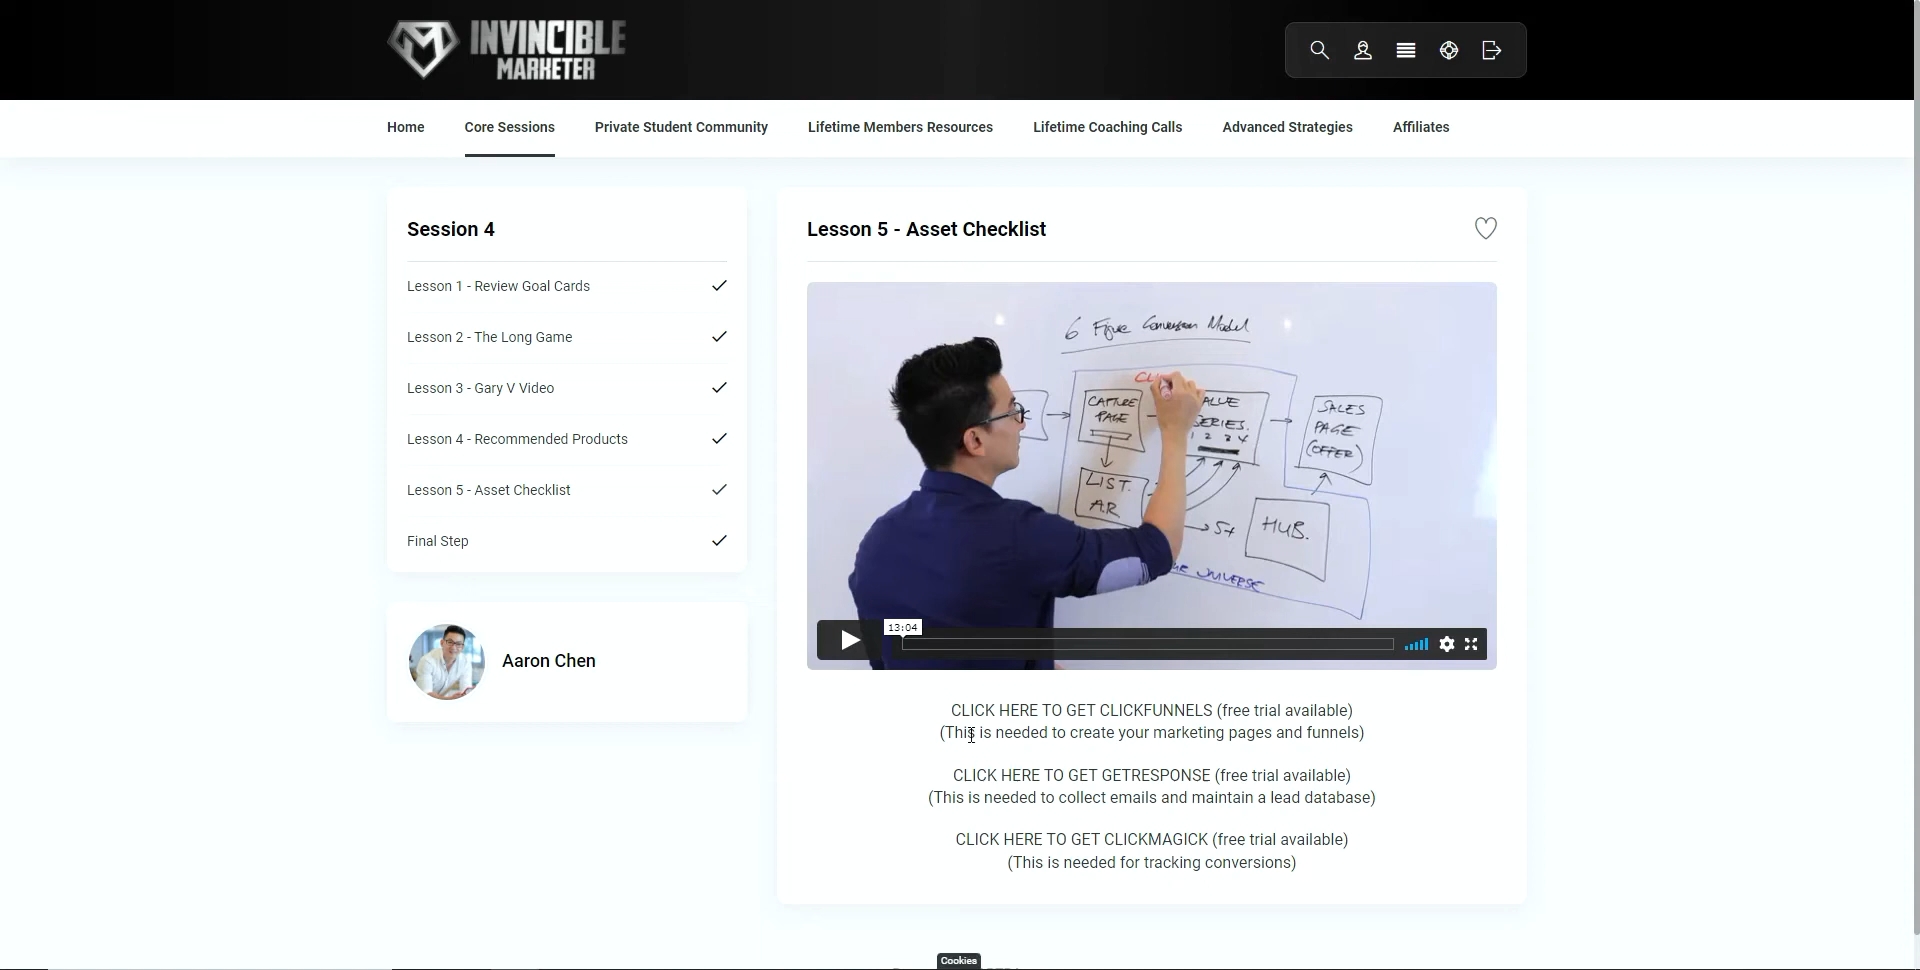 INVINCIBLE
MARKETER
Home
Core Sessions
Private Student Community
Lifetime Members Resources
Lifetime Coaching Calls
Advanced Strategies
Affiliates
Session 4
Lesson 1 - Review Goal Cards
Lesson 2 - The Long Game
Lesson 3 - Gary V Video
Lesson 4 - Recommended Products
Lesson 5 - Asset Checklist
Final Step
Aaron Chen
Lesson 5 - Asset Checklist
6 Figure Conversion Model
CAPTURE
PAGE
SERIES.
1 2 3 4
SALES
PAGE
(OFFER)
LIST.
A.R
HUB.
UNIVERSE
13:04
CLICK HERE TO GET CLICKFUNNELS (free trial available)
(This is needed to create your marketing pages and funnels)
CLICK HERE TO GET GETRESPONSE (free trial available)
(This is needed to collect emails and maintain a lead database)
CLICK HERE TO GET CLICKMAGICK (free trial available)
(This is needed for tracking conversions)
Cookies